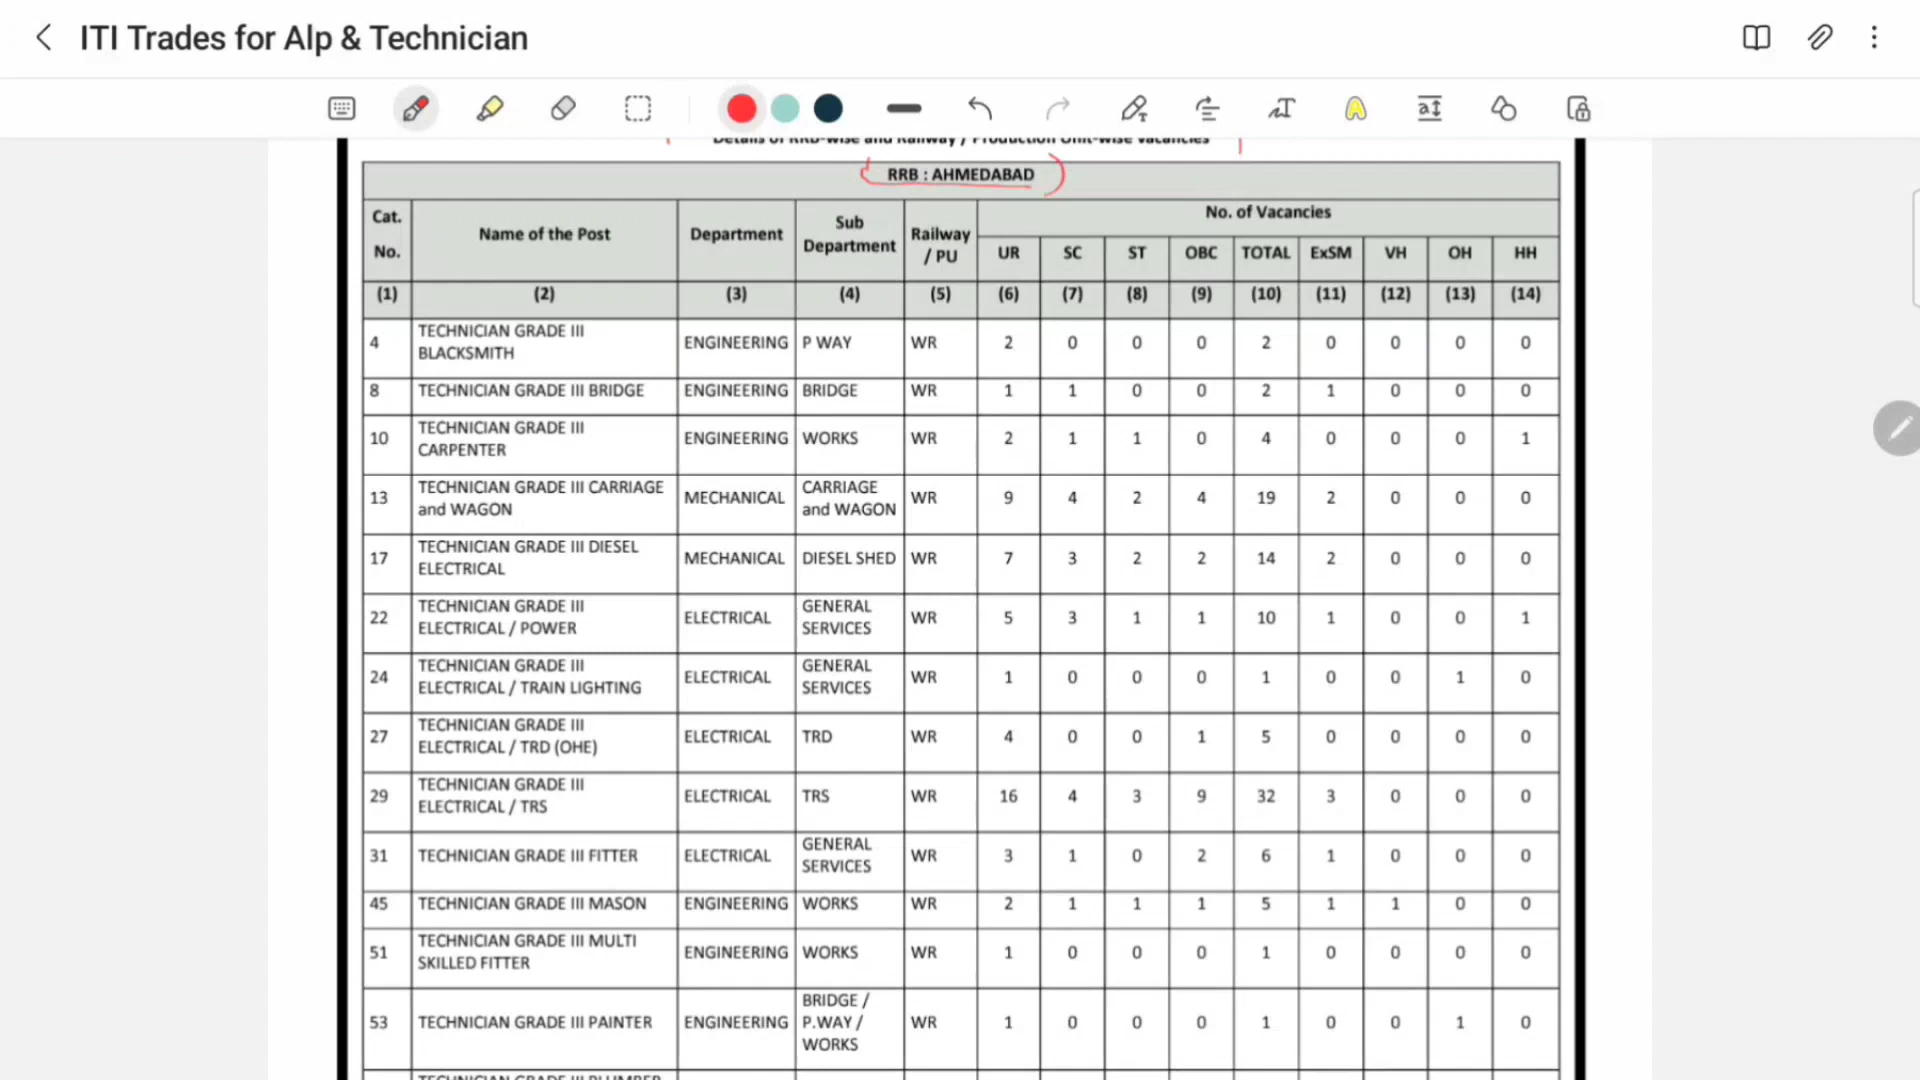 ITI Trades for Alp & Technician
Details of RRB-wise and Railway / Production Unit-wise Vacancies
RRB : AHMEDABAD
Cat. No. Name of the Post Department Sub Department Railway / PU No. of Vacancies
UR SC ST OBC TOTAL ExSM VH OH HH
(1) (2) (3) (4) (5) (6) (7) (8) (9) (10) (11) (12) (13) (14)
4 TECHNICIAN GRADE III BLACKSMITH ENGINEERING P WAY WR 2 0 0 0 2 0 0 0 0
8 TECHNICIAN GRADE III BRIDGE ENGINEERING BRIDGE WR 1 1 0 0 2 1 0 0 0
10 TECHNICIAN GRADE III CARPENTER ENGINEERING WORKS WR 2 1 1 0 4 0 0 0 1
13 TECHNICIAN GRADE III CARRIAGE and WAGON MECHANICAL CARRIAGE and WAGON WR 9 4 2 4 19 2 0 0 0
17 TECHNICIAN GRADE III DIESEL ELECTRICAL MECHANICAL DIESEL SHED WR 7 3 2 2 14 2 0 0 0
22 TECHNICIAN GRADE III ELECTRICAL / POWER ELECTRICAL GENERAL SERVICES WR 5 3 1 1 10 1 0 0 1
24 TECHNICIAN GRADE III ELECTRICAL / TRAIN LIGHTING ELECTRICAL GENERAL SERVICES WR 1 0 0 0 1 0 0 1 0
27 TECHNICIAN GRADE III ELECTRICAL / TRD (OHE) ELECTRICAL TRD WR 4 0 0 1 5 0 0 0 0
29 TECHNICIAN GRADE III ELECTRICAL / TRS ELECTRICAL TRS WR 16 4 3 9 32 3 0 0 0
31 TECHNICIAN GRADE III FITTER ELECTRICAL GENERAL SERVICES WR 3 1 0 2 6 1 0 0 0
45 TECHNICIAN GRADE III MASON ENGINEERING WORKS WR 2 1 1 1 5 1 1 0 0
51 TECHNICIAN GRADE III MULTI SKILLED FITTER ENGINEERING WORKS WR 1 0 0 0 1 0 0 0 0
53 TECHNICIAN GRADE III PAINTER ENGINEERING BRIDGE / P.WAY / WORKS WR 1 0 0 0 1 0 0 1 0
TECHNICIAN GRADE III PLUMBER